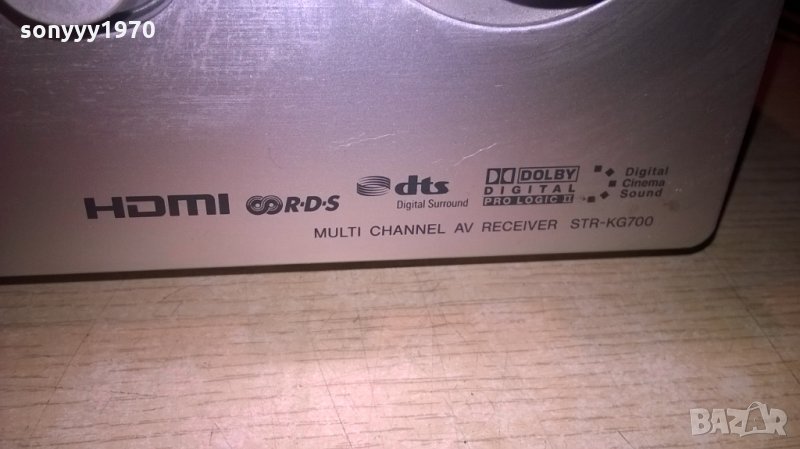 sonyyy1970
HDMI R·D·S dts Digital Surround DOLBY DIGITAL PRO LOGIC II Digital Cinema Sound
MULTI CHANNEL AV RECEIVER STR-KG700
BAZAR